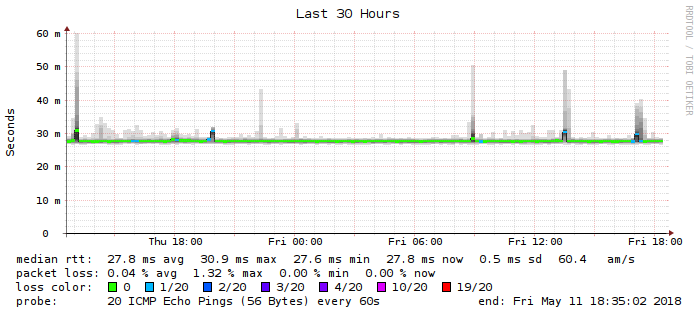 Last 30 Hours
RRDTOOL / TOBI OETIKER
Seconds
60 m
50 m
40 m
30 m
20 m
10 m
0
Thu 18:00 Fri 00:00 Fri 06:00 Fri 12:00 Fri 18:00
median rtt: 27.8 ms avg 30.9 ms max 27.6 ms min 27.8 ms now 0.5 ms sd 60.4 am/s
packet loss: 0.04 % avg 1.32 % max 0.00 % min 0.00 % now
loss color: 0 1/20 2/20 3/20 4/20 10/20 19/20
probe: 20 ICMP Echo Pings (56 Bytes) every 60s end: Fri May 11 18:35:02 2018